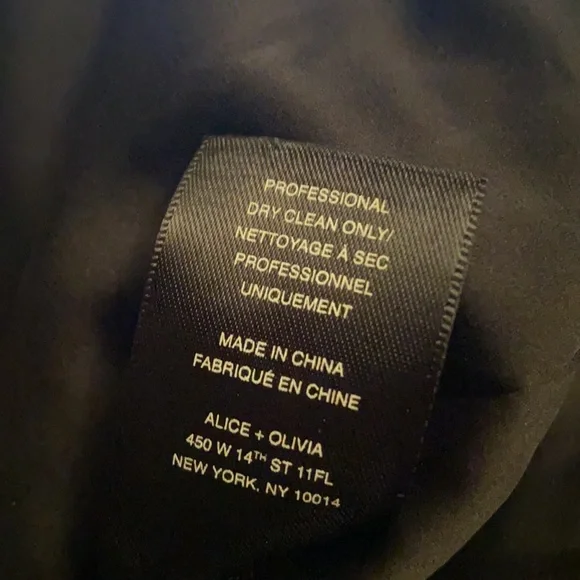 PROFESSIONAL
DRY CLEAN ONLY/
NETTOYAGE À SEC
PROFESSIONNEL
UNIQUEMENT
MADE IN CHINA
FABRIQUÉ EN CHINE
ALICE + OLIVIA
450 W 14TH ST 11FL
NEW YORK, NY 10014